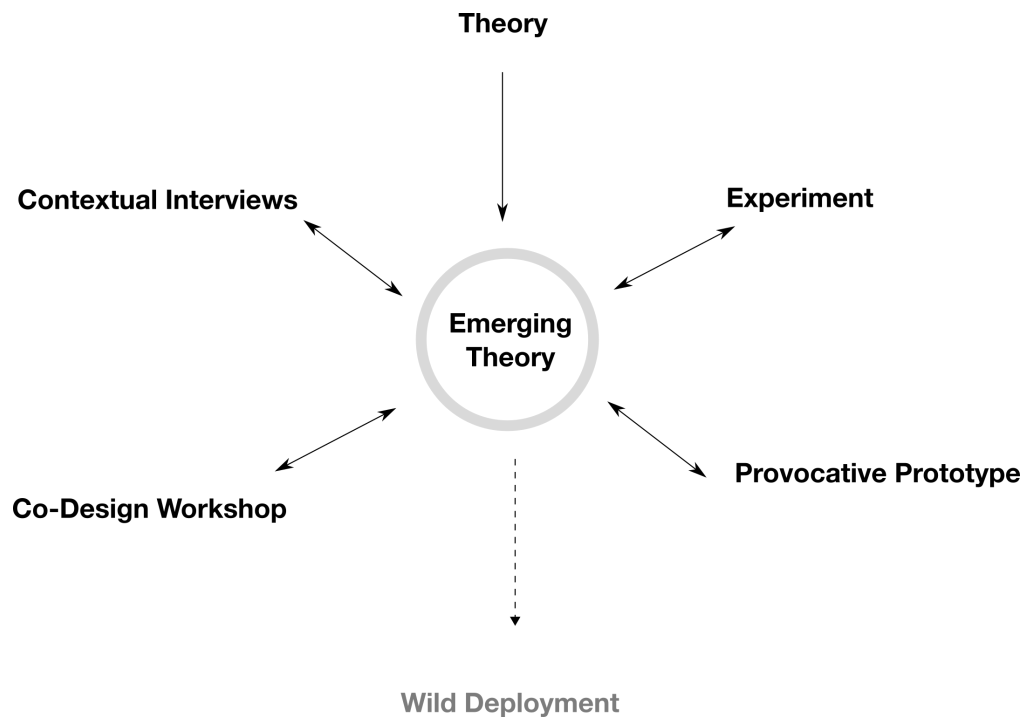 Theory
Contextual Interviews
Experiment
Emerging
Theory
Provocative Prototype
Co-Design Workshop
Wild Deployment